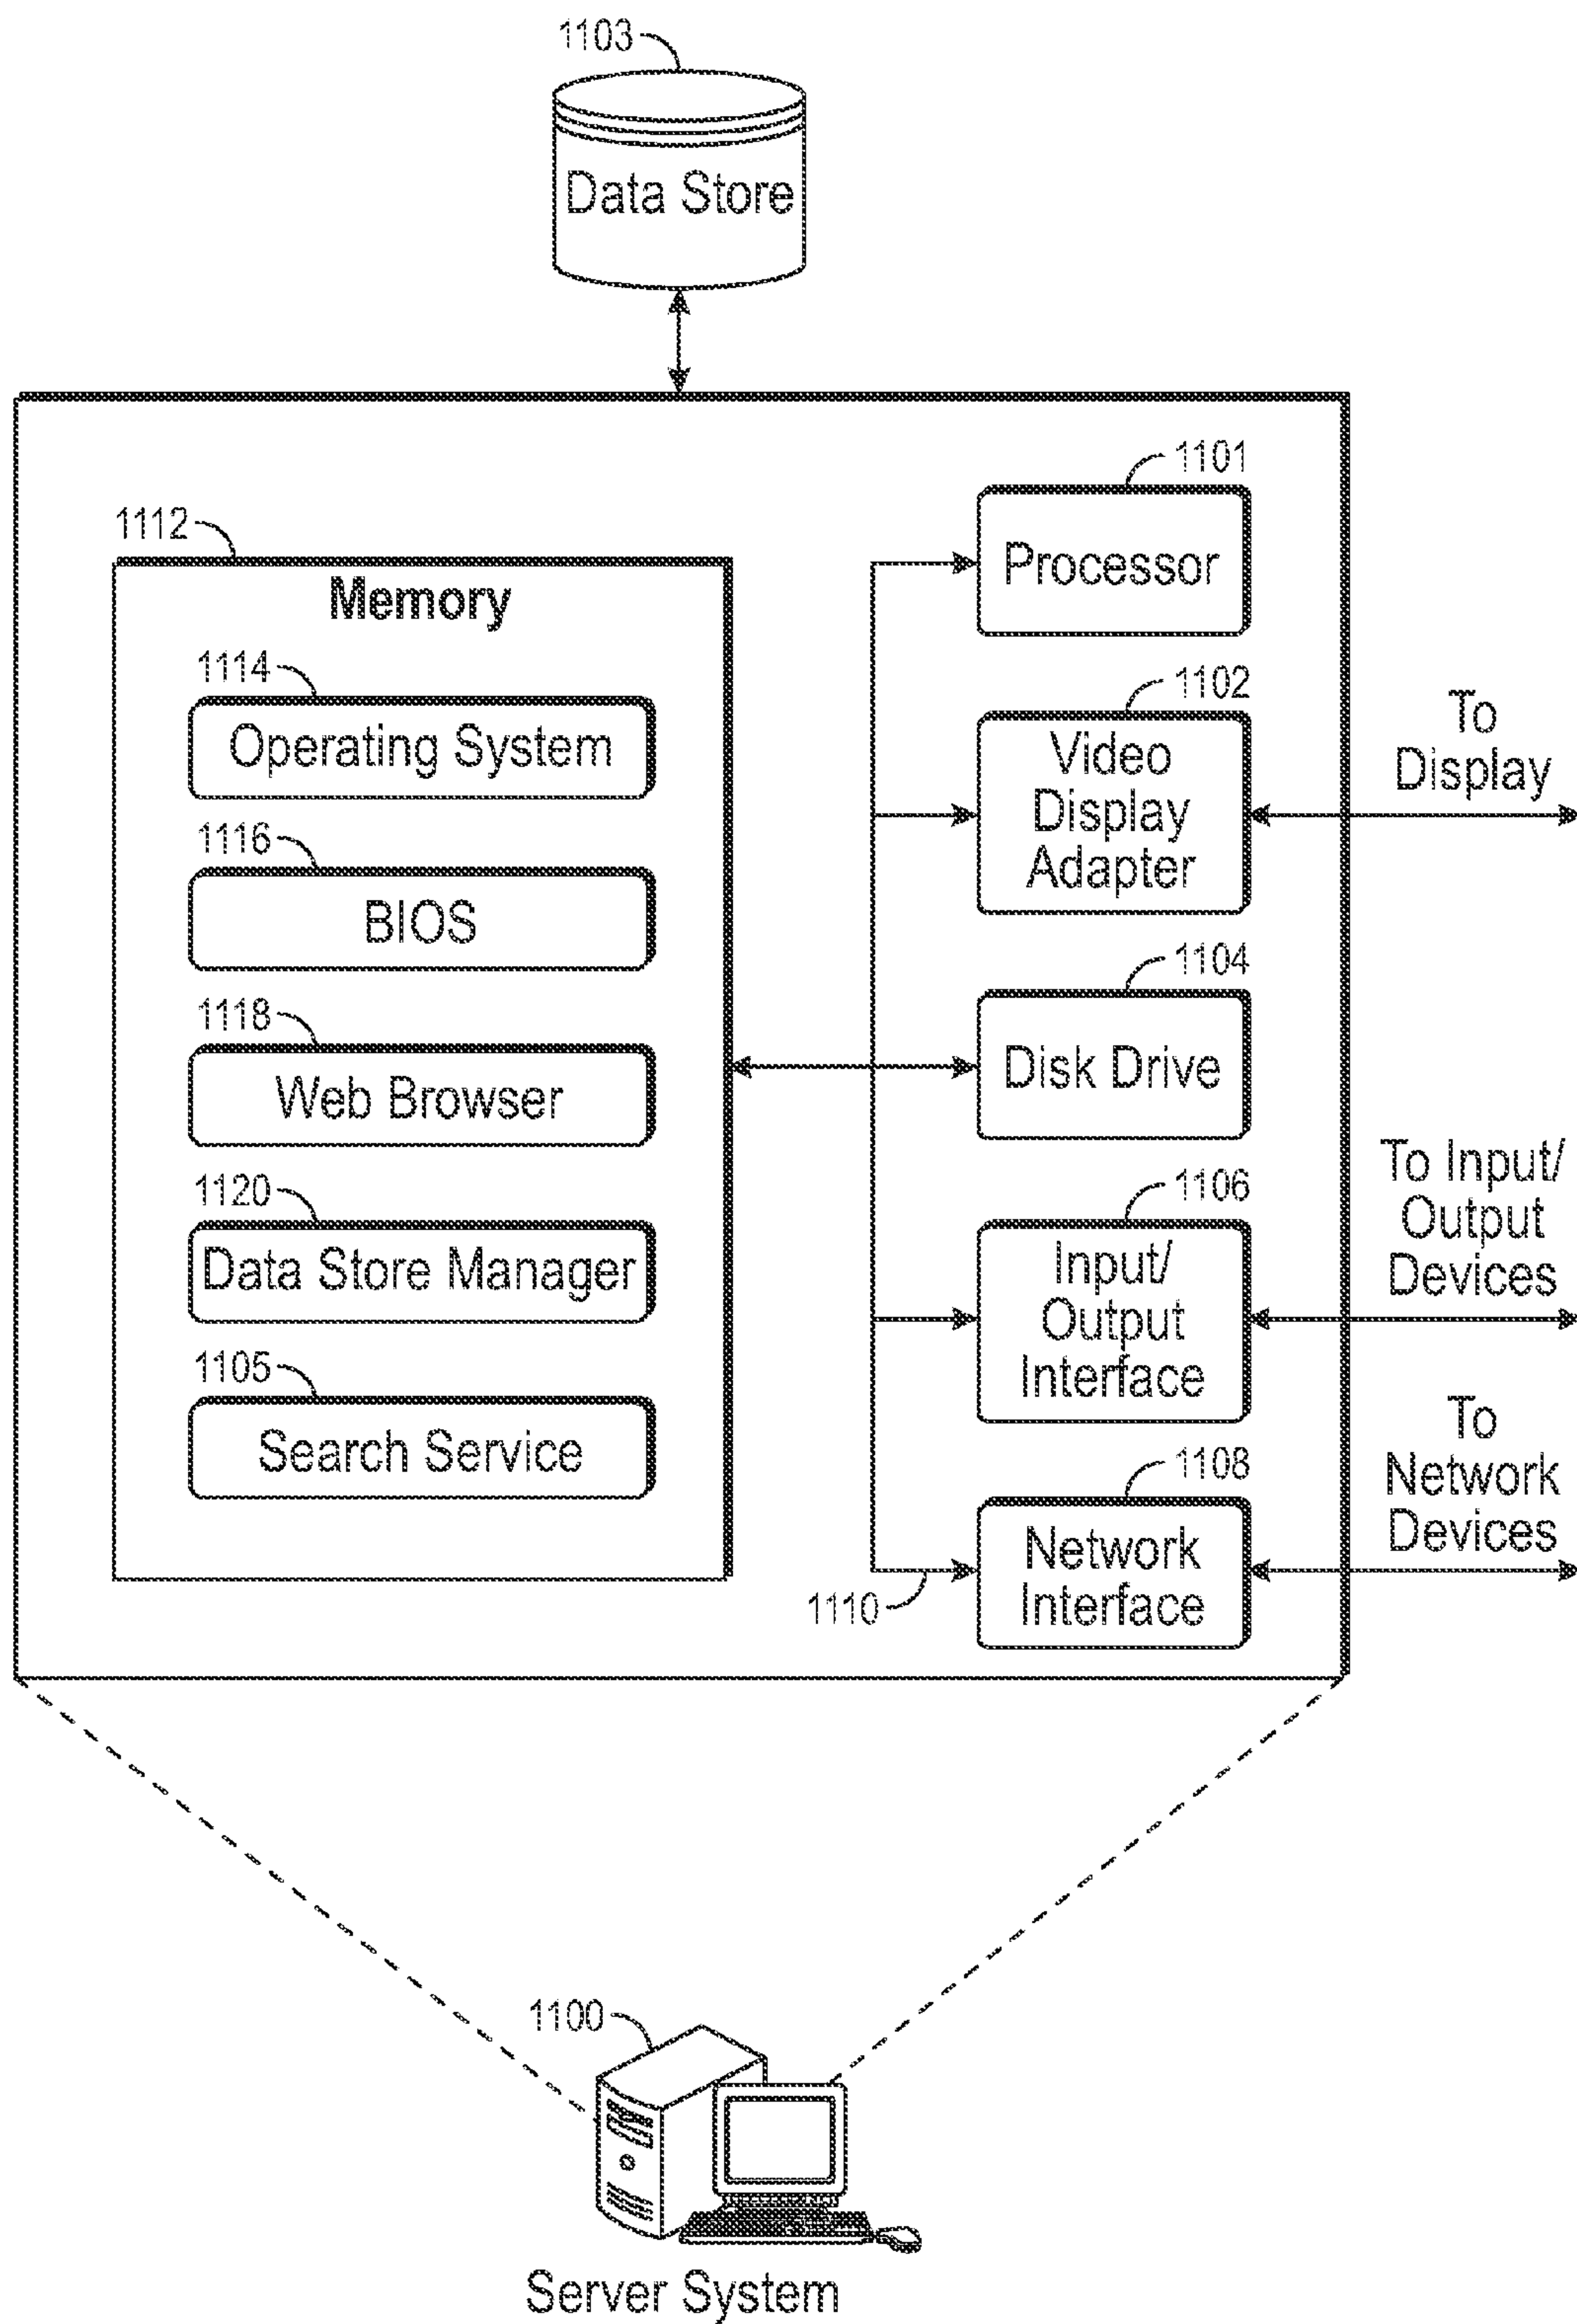 1103
Data Store
1101
Processor
1112
Memory
1114
Operating System
1116
BIOS
1118
Web Browser
1120
Data Store Manager
1105
Search Service
1102
Video
Display
Adapter
To
Display
1104
Disk Drive
1106
Input/
Output
Interface
To Input/
Output
Devices
1108
Network
Interface
To
Network
Devices
1110
1100
Server System